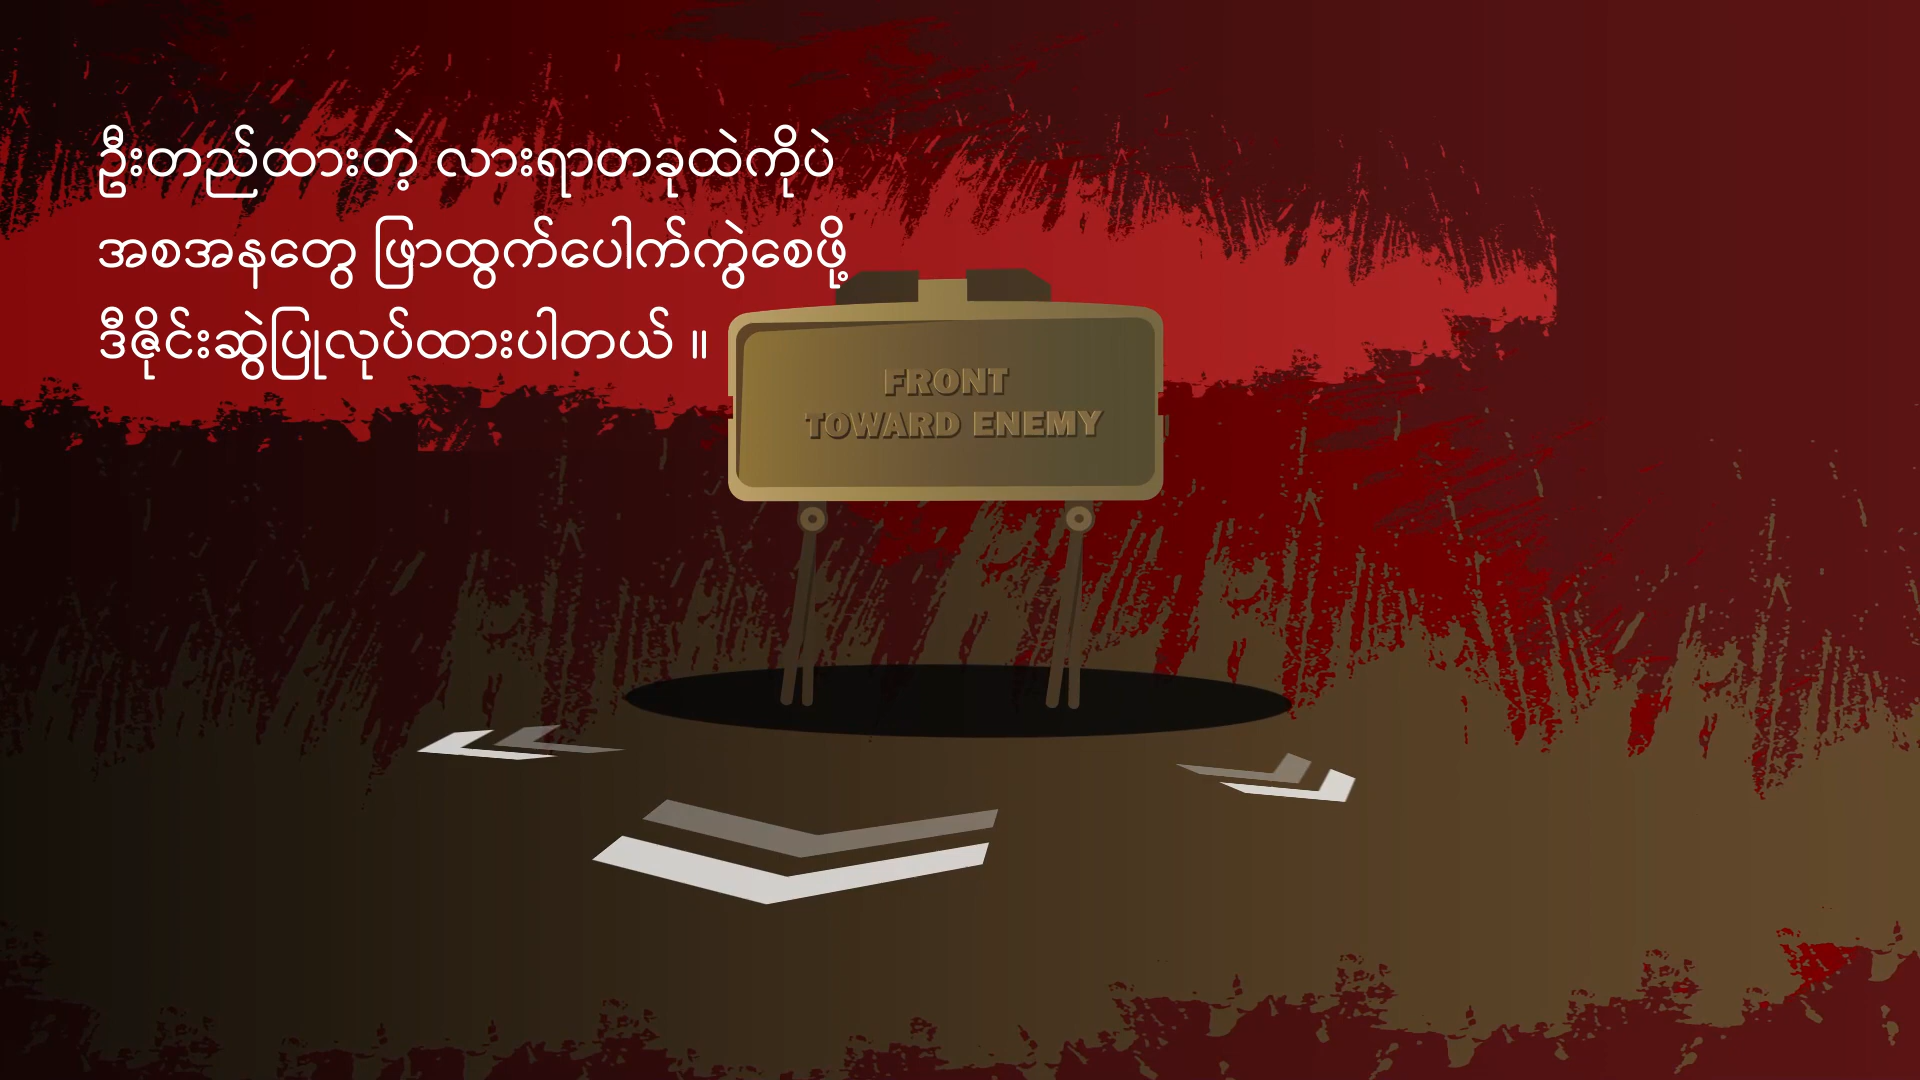 ဦးတည်ထားတဲ့ လားရာတခုထဲကိုပဲ
အစအနတွေ ဖြာထွက်ပေါက်ကွဲစေဖို့
ဒီဇိုင်းဆွဲပြုလုပ်ထားပါတယ် ။
FRONT
TOWARD ENEMY